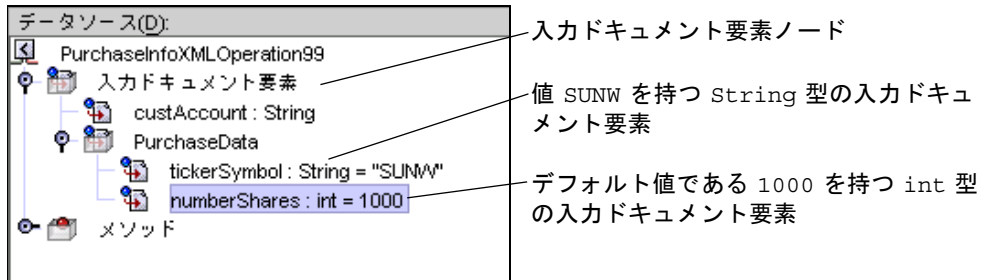 データソース(D):
PurchaseInfoXMLOperation99
入力ドキュメント要素
custAccount : String
PurchaseData
tickerSymbol : String = "SUNW"
numberShares : int = 1000
メソッド
入力ドキュメント要素ノード
値 SUNW を持つ String 型の入力ドキュ
メント要素
デフォルト値である 1000 を持つ int 型
の入力ドキュメント要素